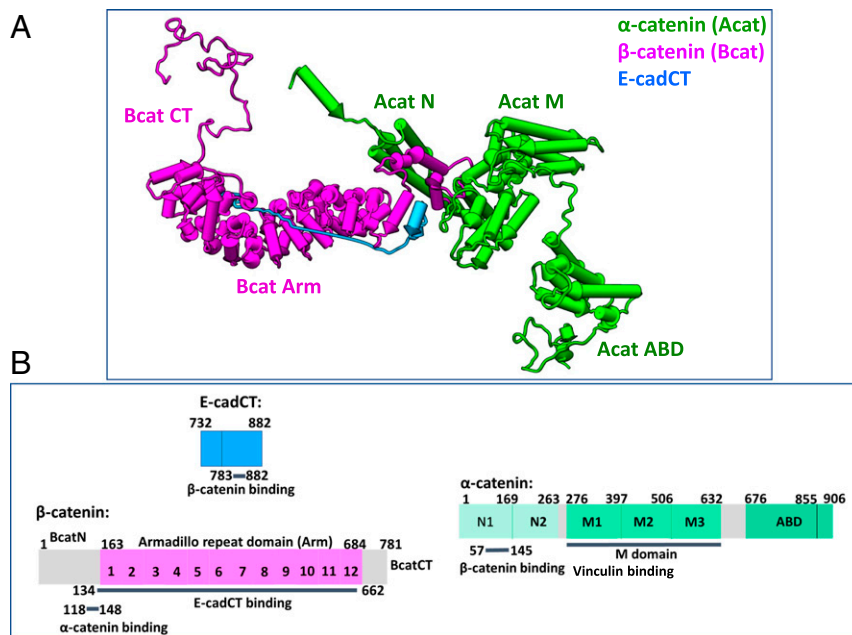 A
α-catenin (Acat)
β-catenin (Bcat)
E-cadCT
Acat N
Acat M
Bcat CT
Bcat Arm
Acat ABD
B
E-cadCT:
732 882
783 882
β-catenin binding
β-catenin:
1 BcatN 163 Armadillo repeat domain (Arm) 684 781
1 2 3 4 5 6 7 8 9 10 11 12
BcatCT
134 662
E-cadCT binding
118 148
α-catenin binding
α-catenin:
1 169 263 276 397 506 632 676 855 906
N1 N2 M1 M2 M3 ABD
57 145
M domain
β-catenin binding
Vinculin binding